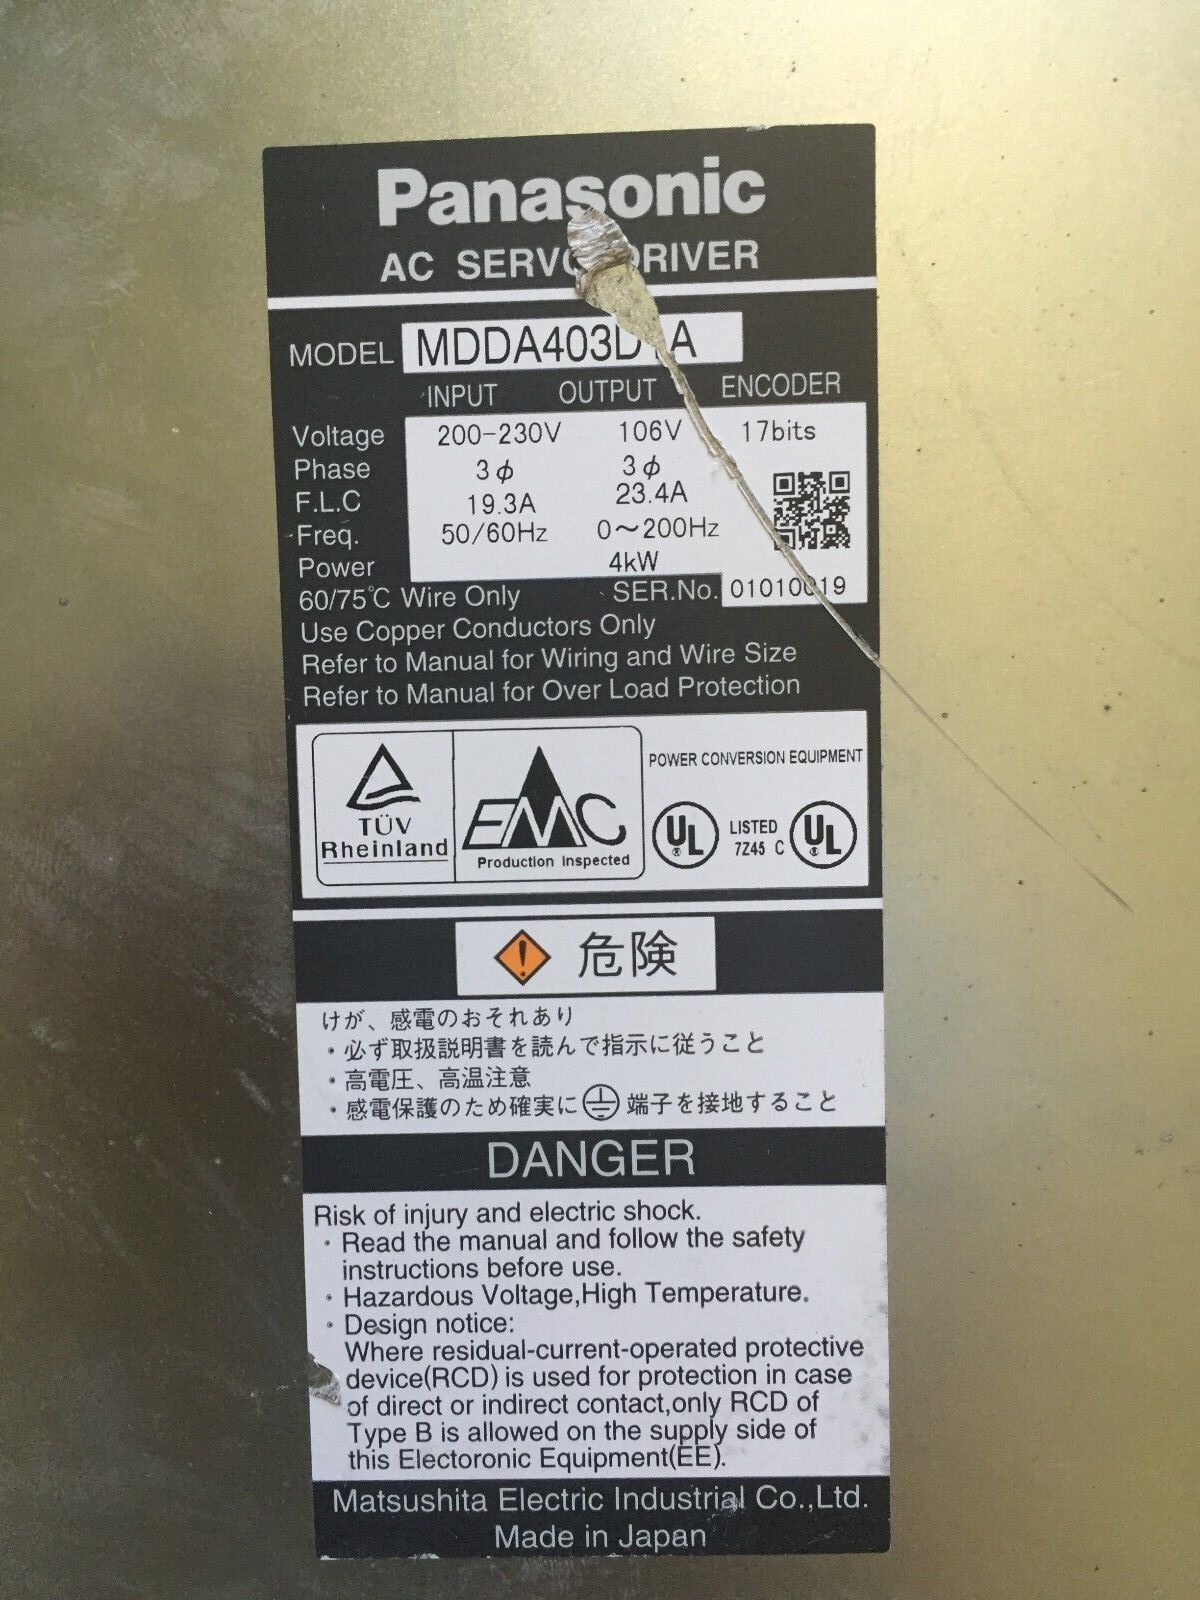 Panasonic
AC SERVO DRIVER
MODEL
INPUT OUTPUT ENCODER
Voltage 200-230V 106V 17bits
Phase 3ϕ 3ϕ
F.L.C 19.3A 23.4A
Freq. 50/60Hz 0～200Hz
Power 4kW
60/75℃ Wire Only SER.No. 01010019
Use Copper Conductors Only
Refer to Manual for Wiring and Wire Size
Refer to Manual for Over Load Protection
TÜV
Rheinland
EMC
Production Inspected
POWER CONVERSION EQUIPMENT
UL ® LISTED UL ®
7Z45 C
危険
けが、感電のおそれあり
・必ず取扱説明書を読んで指示に従うこと
・高電圧、高温注意
・感電保護のため確実に端子を接地すること
DANGER
Risk of injury and electric shock.
・Read the manual and follow the safety
instructions before use.
・Hazardous Voltage,High Temperature.
・Design notice:
Where residual-current-operated protective
device(RCD) is used for protection in case
of direct or indirect contact,only RCD of
Type B is allowed on the supply side of
this Electoronic Equipment(EE).
Matsushita Electric Industrial Co.,Ltd.
Made in Japan